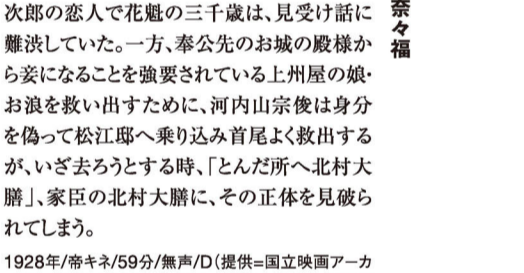 奈々福
次郎の恋人で花魁の三千歳は、見受け話に
難渋していた。一方、奉公先のお城の殿様か
ら妾になることを強要されている上州屋の娘・
お浪を救い出すために、河内山宗俊は身分
を偽って松江邸へ乗り込み首尾よく救出する
が、いざ去ろうとする時、「とんだ所へ北村大
膳」、家臣の北村大膳に、その正体を見破ら
れてしまう。
1928年/帝キネ/59分/無声/D（提供＝国立映画アーカ